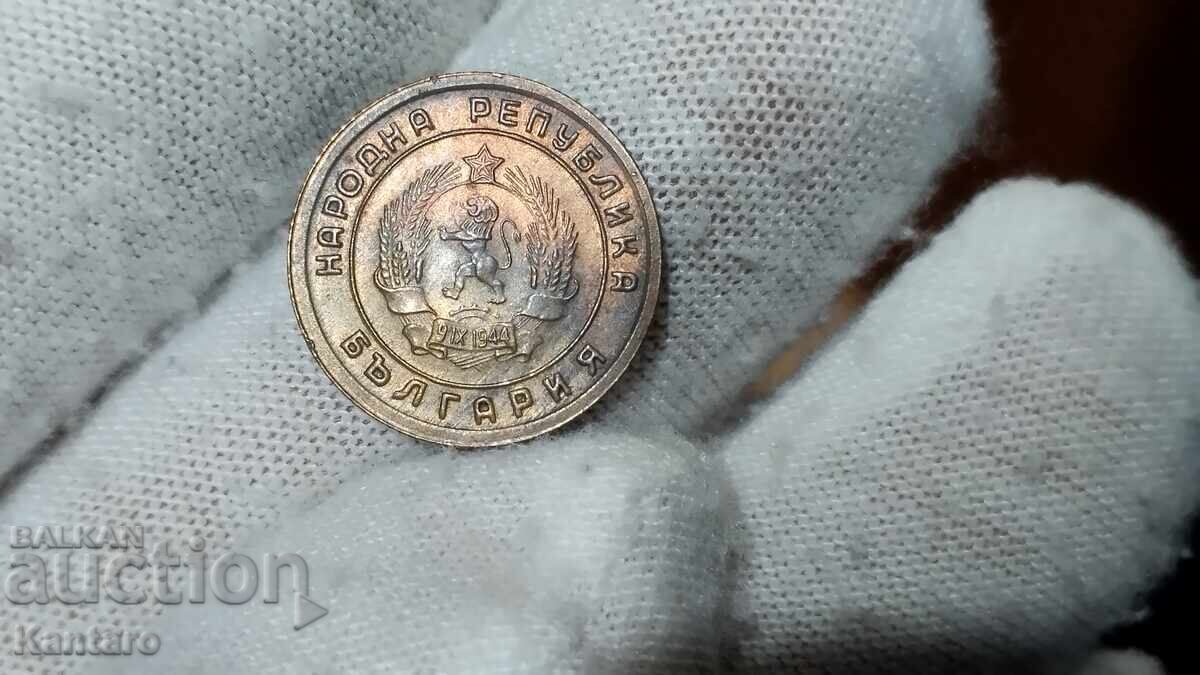 НАРОДНА РЕПУБЛИКА
БЪЛГАРИЯ
9 IX 1944
BALKAN
auction
Kantaro